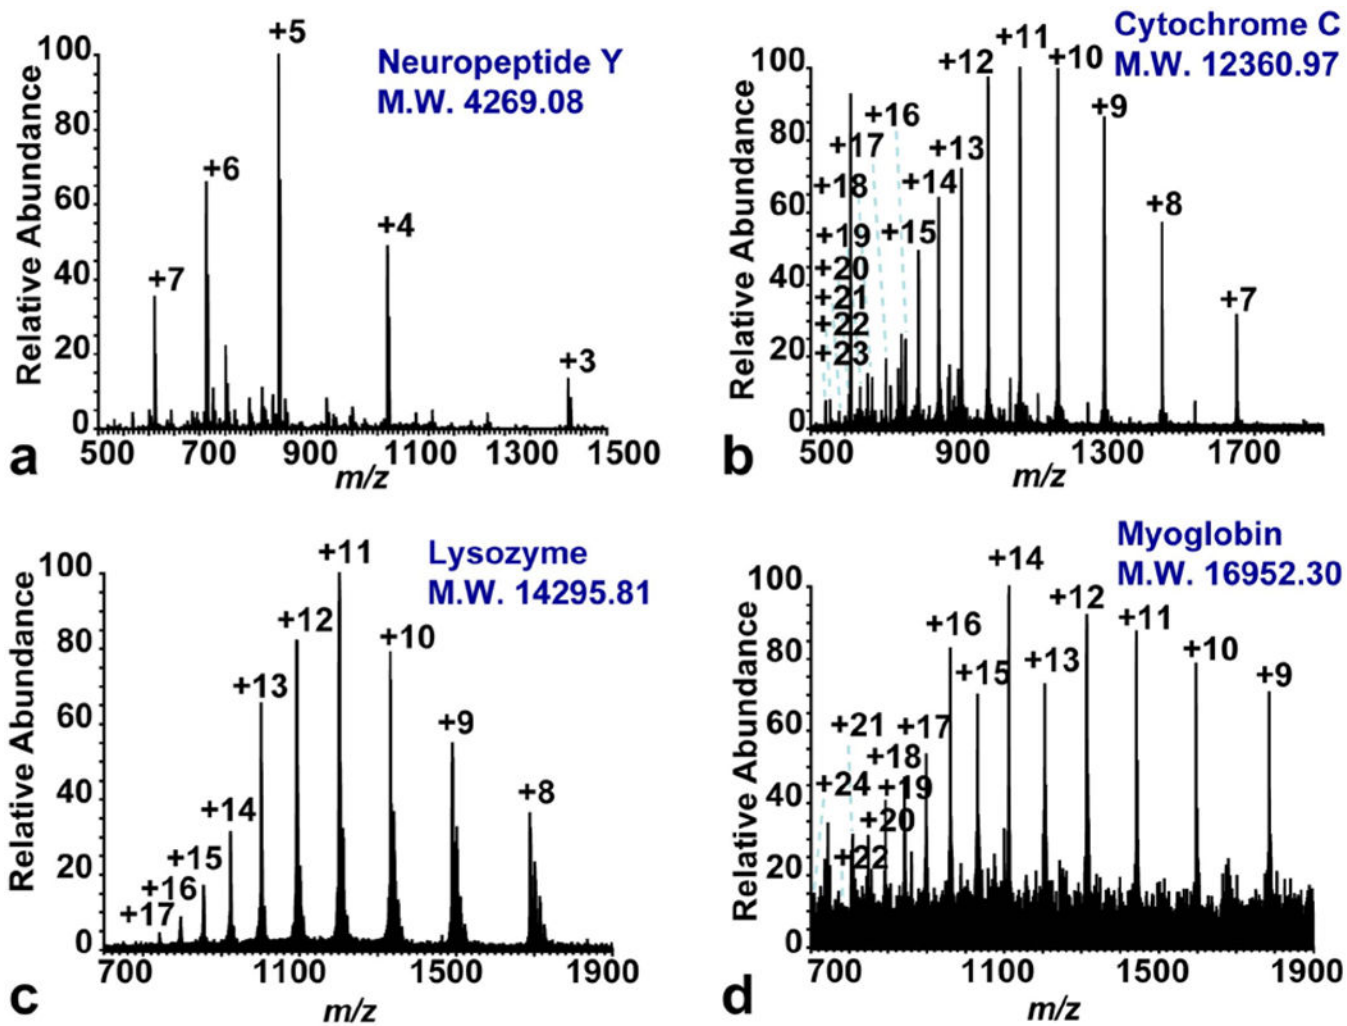 Neuropeptide Y
M.W. 4269.08
+5
+6
+4
+7
+3
100
80
60
40
20
0
Relative Abundance
500 700 900 1100 1300 1500
m/z
a
Cytochrome C
M.W. 12360.97
+11
+10
+12
+9
+16
+17
+13
+18
+14
+8
+19
+15
+20
+21
+7
+22
+23
100
80
60
40
20
0
Relative Abundance
500 900 1300 1700
m/z
b
Lysozyme
M.W. 14295.81
+11
+12
+10
+13
+9
+14
+8
+15
+16
+17
100
80
60
40
20
0
Relative Abundance
700 1100 1500 1900
m/z
c
Myoglobin
M.W. 16952.30
+14
+12
+11
+16
+10
+13
+15
+9
+21
+17
+18
+24
+19
+20
+22
100
80
60
40
20
0
Relative Abundance
700 1100 1500 1900
m/z
d